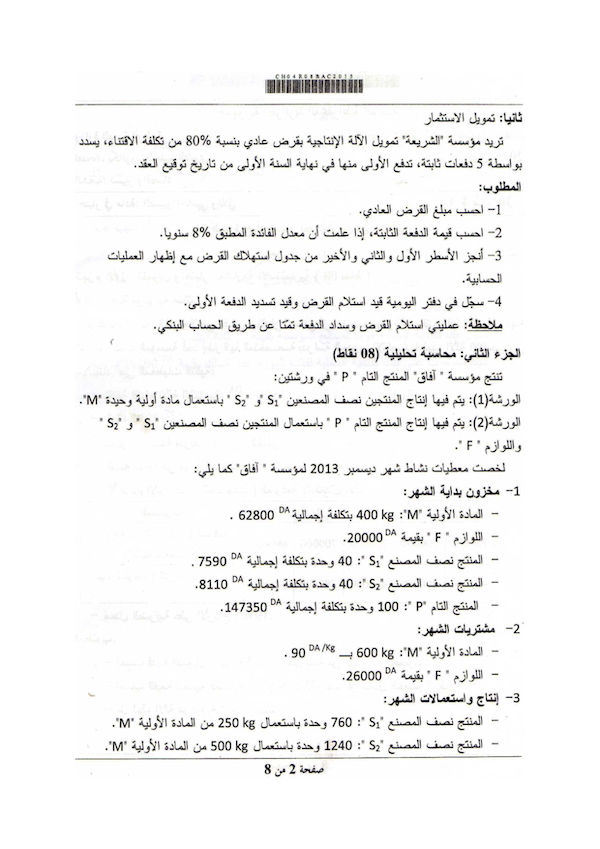 CH04R08BAC2013
ثانيا: تمويل الاستثمار
تريد مؤسسة "الشريعة" تمويل الآلة الإنتاجية بقرض عادي بنسبة 80% من تكلفة الاقتناء، يسدد
بواسطة 5 دفعات ثابتة، تدفع الأولى منها في نهاية السنة الأولى من تاريخ توقيع العقد.
المطلوب:
1- احسب مبلغ القرض العادي.
2- احسب قيمة الدفعة الثابتة، إذا علمت أن معدل الفائدة المطبق 8% سنويا.
3- أنجز الأسطر الأول والثاني والأخير من جدول استهلاك القرض مع إظهار العمليات
الحسابية.
4- سجّل في دفتر اليومية قيد استلام القرض وقيد تسديد الدفعة الأولى.
ملاحظة: عمليتي استلام القرض وسداد الدفعة تمتا عن طريق الحساب البنكي.
الجزء الثاني: محاسبة تحليلية (08 نقاط)
تنتج مؤسسة " آفاق" المنتج التام " P " في ورشتين:
الورشة(1): يتم فيها إنتاج المنتجين نصف المصنعين "S1" و "S2 " باستعمال مادة أولية وحيدة "M".
الورشة(2): يتم فيها إنتاج المنتج التام " P " باستعمال المنتجين نصف المصنعين "S1 " و "S2 "
واللوازم " F ".
لخصت معطيات نشاط شهر ديسمبر 2013 لمؤسسة " آفاق" كما يلي:
1- مخزون بداية الشهر:
- المادة الأولية "M": 400 kg بتكلفة إجمالية 62800 DA .
- اللوازم " F " بقيمة 20000 DA.
- المنتج نصف المصنع "S1 ": 40 وحدة بتكلفة إجمالية 7590 DA .
- المنتج نصف المصنع "S2 ": 40 وحدة بتكلفة إجمالية 8110 DA.
- المنتج التام "P": 100 وحدة بتكلفة إجمالية 147350 DA.
2- مشتريات الشهر:
- المادة الأولية "M": 600 kg بـــ 90 DA/Kg .
- اللوازم " F " بقيمة 26000 DA.
3- إنتاج واستعمالات الشهر:
- المنتج نصف المصنع "S1 ": 760 وحدة باستعمال 250 kg من المادة الأولية "M".
- المنتج نصف المصنع "S2 ": 1240 وحدة باستعمال 500 kg من المادة الأولية "M".
صفحة 2 من 8